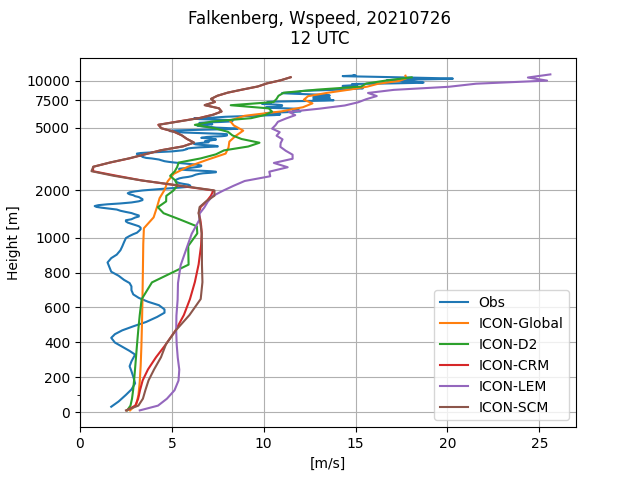 Falkenberg, Wspeed, 20210726
12 UTC
10000
7500
5000
2000
1000
800
600
400
200
0
Height [m]
0 5 10 15 20 25
[m/s]
Obs
ICON-Global
ICON-D2
ICON-CRM
ICON-LEM
ICON-SCM